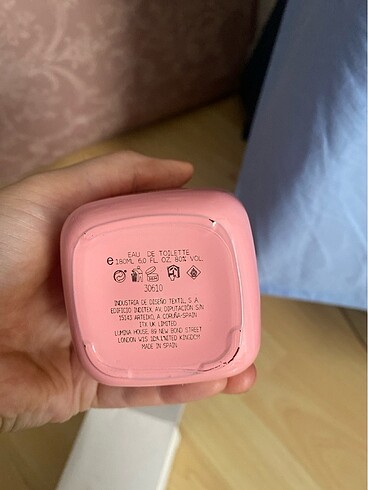 EAU DE TOILETTE
e 180ML 6.0 FL. OZ. 80% VOL.
30610
INDUSTRIA DE DISEÑO TEXTIL, S.A.
EDIFICIO INDITEX, AV. DIPUTACIÓN S/N
15143 ARTEIXO, A CORUÑA-SPAIN
ITX UK LIMITED.
LUMINA HOUSE, 89 NEW BOND STREET
LONDON W1S 1DA UNITED KINGDOM
MADE IN SPAIN